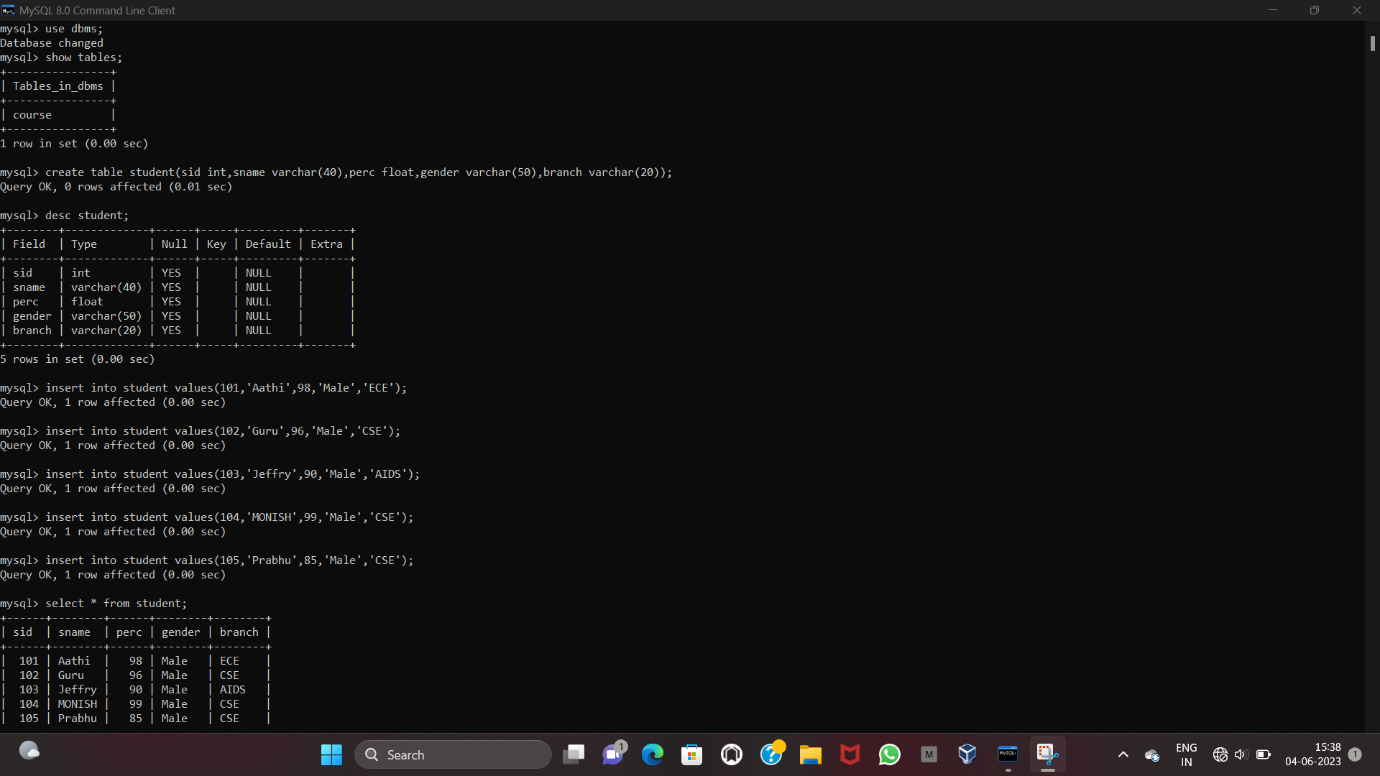 MySQL 8.0 Command Line Client
mysql> use dbms;
Database changed
mysql> show tables;
+----------------+
| Tables_in_dbms |
+----------------+
| course         |
+----------------+
1 row in set (0.00 sec)

mysql> create table student(sid int,sname varchar(40),perc float,gender varchar(50),branch varchar(20));
Query OK, 0 rows affected (0.01 sec)

mysql> desc student;
+--------+-------------+------+-----+---------+-------+
| Field  | Type        | Null | Key | Default | Extra |
+--------+-------------+------+-----+---------+-------+
| sid    | int         | YES  |     | NULL    |       |
| sname  | varchar(40) | YES  |     | NULL    |       |
| perc   | float       | YES  |     | NULL    |       |
| gender | varchar(50) | YES  |     | NULL    |       |
| branch | varchar(20) | YES  |     | NULL    |       |
+--------+-------------+------+-----+---------+-------+
5 rows in set (0.00 sec)

mysql> insert into student values(101,'Aathi',98,'Male','ECE');
Query OK, 1 row affected (0.00 sec)

mysql> insert into student values(102,'Guru',96,'Male','CSE');
Query OK, 1 row affected (0.00 sec)

mysql> insert into student values(103,'Jeffry',90,'Male','AIDS');
Query OK, 1 row affected (0.00 sec)

mysql> insert into student values(104,'MONISH',99,'Male','CSE');
Query OK, 1 row affected (0.00 sec)

mysql> insert into student values(105,'Prabhu',85,'Male','CSE');
Query OK, 1 row affected (0.00 sec)

mysql> select * from student;
+------+--------+------+--------+--------+
| sid  | sname  | perc | gender | branch |
+------+--------+------+--------+--------+
|  101 | Aathi  |   98 | Male   | ECE    |
|  102 | Guru   |   96 | Male   | CSE    |
|  103 | Jeffry |   90 | Male   | AIDS   |
|  104 | MONISH |   99 | Male   | CSE    |
|  105 | Prabhu |   85 | Male   | CSE    |
Search
1
M
ENG
IN
15:38
04-06-2023
1